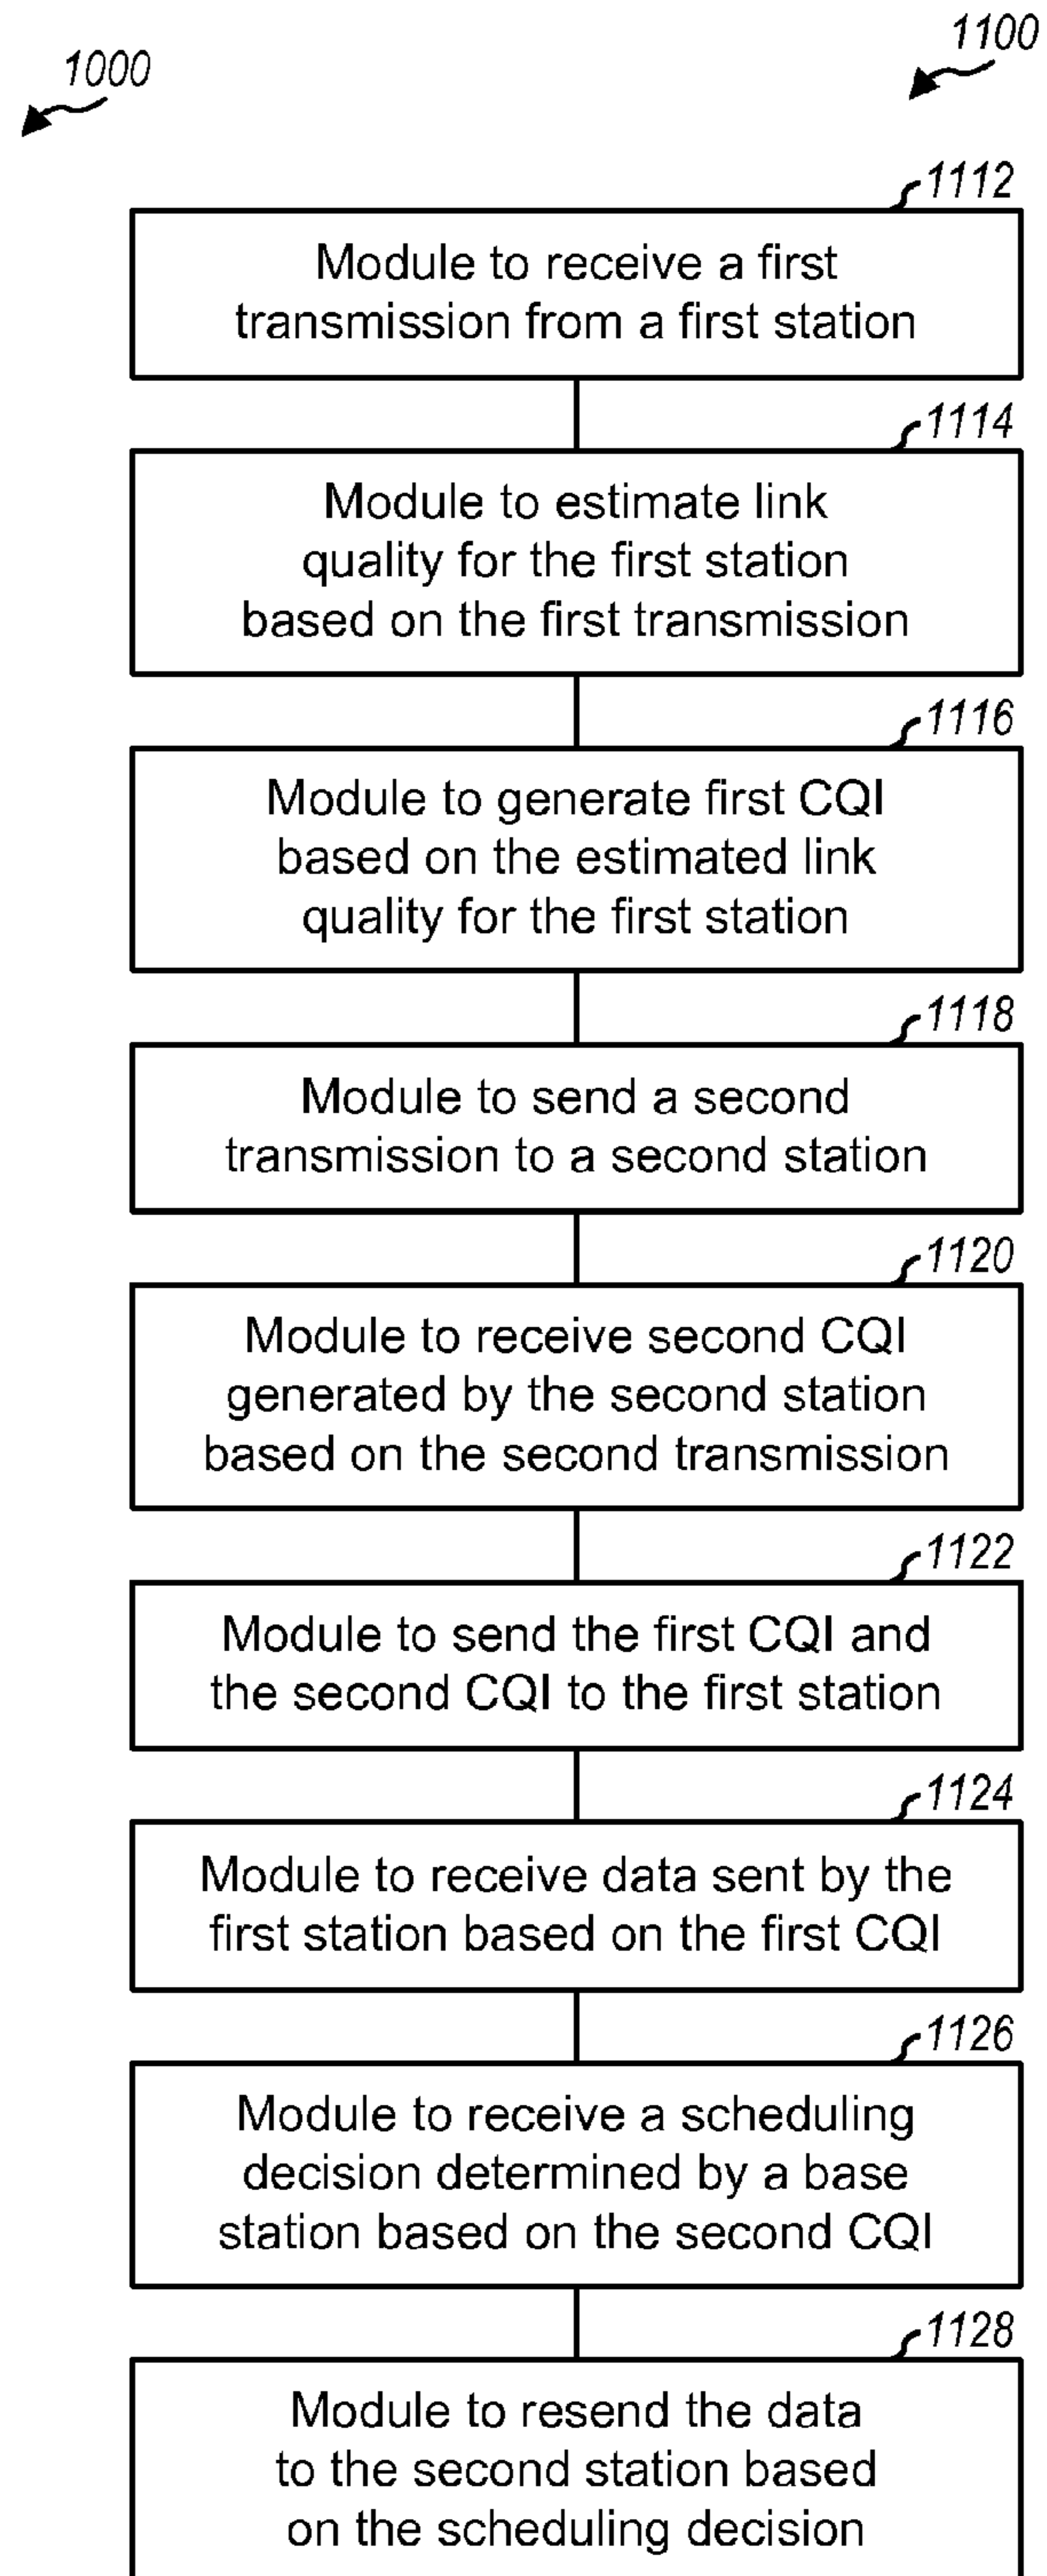 1000
1100
1112
Module to receive a first
transmission from a first station
1114
Module to estimate link
quality for the first station
based on the first transmission
1116
Module to generate first CQI
based on the estimated link
quality for the first station
1118
Module to send a second
transmission to a second station
1120
Module to receive second CQI
generated by the second station
based on the second transmission
1122
Module to send the first CQI and
the second CQI to the first station
1124
Module to receive data sent by the
first station based on the first CQI
1126
Module to receive a scheduling
decision determined by a base
station based on the second CQI
1128
Module to resend the data
to the second station based
on the scheduling decision